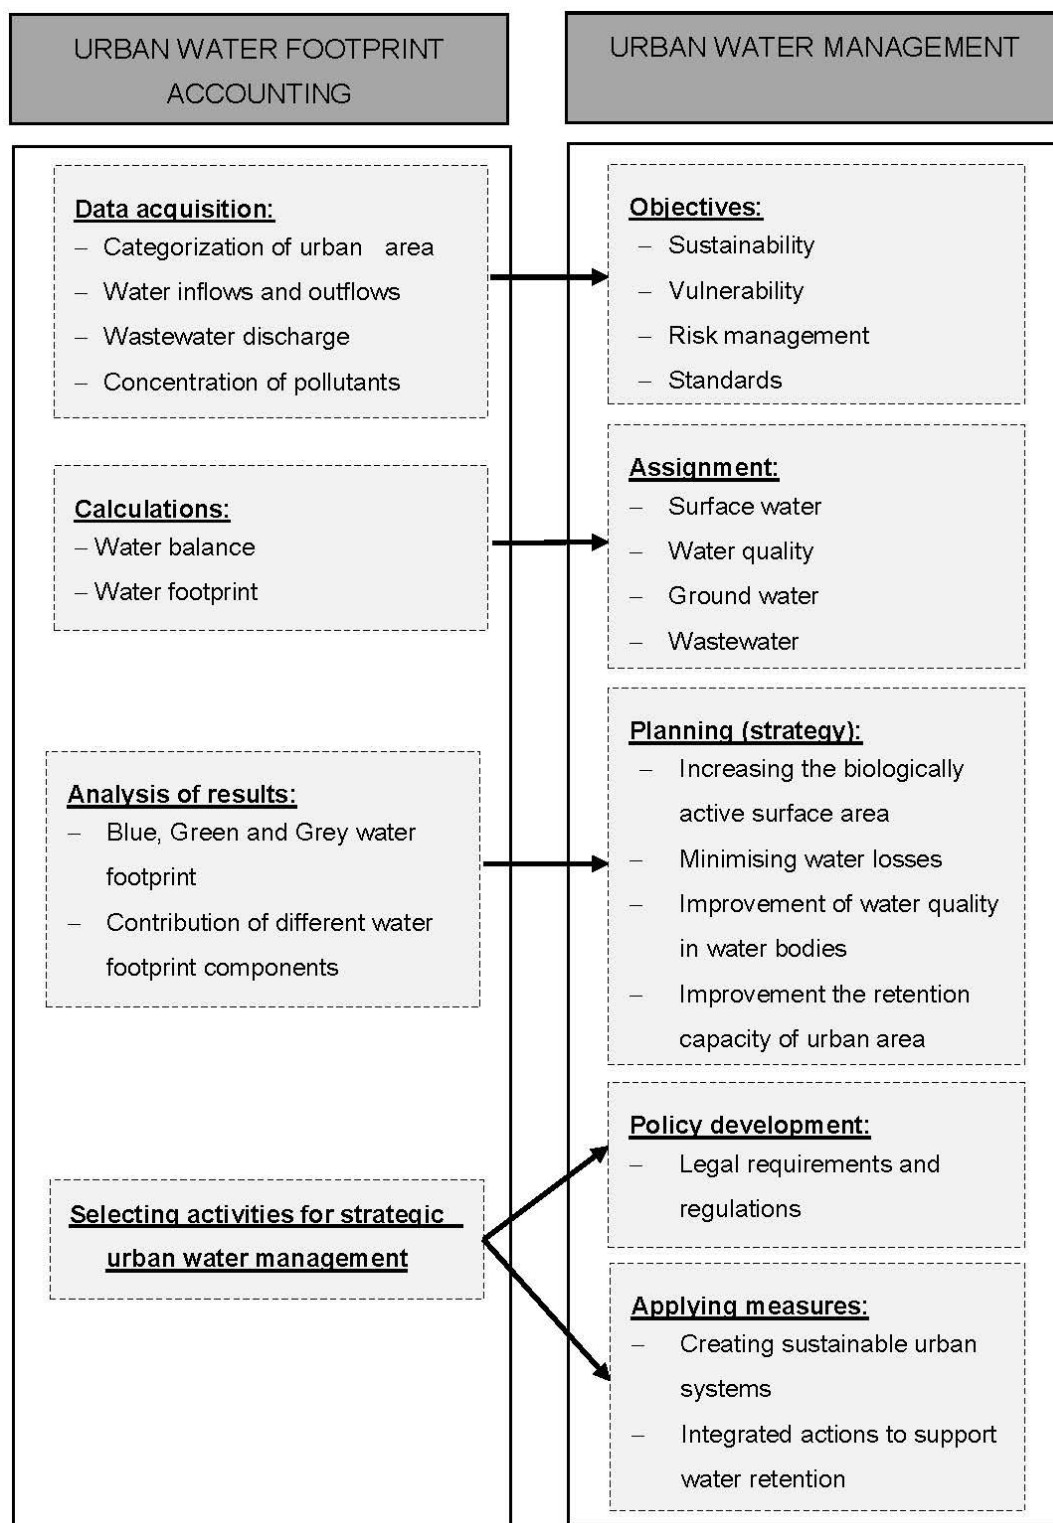 URBAN WATER FOOTPRINT
ACCOUNTING
Data acquisition:
– Categorization of urban area
– Water inflows and outflows
– Wastewater discharge
– Concentration of pollutants
Calculations:
– Water balance
– Water footprint
Analysis of results:
– Blue, Green and Grey water
footprint
– Contribution of different water
footprint components
Selecting activities for strategic
urban water management
URBAN WATER MANAGEMENT
Objectives:
– Sustainability
– Vulnerability
– Risk management
– Standards
Assignment:
– Surface water
– Water quality
– Ground water
– Wastewater
Planning (strategy):
– Increasing the biologically
active surface area
– Minimising water losses
– Improvement of water quality
in water bodies
– Improvement the retention
capacity of urban area
Policy development:
– Legal requirements and
regulations
Applying measures:
– Creating sustainable urban
systems
– Integrated actions to support
water retention